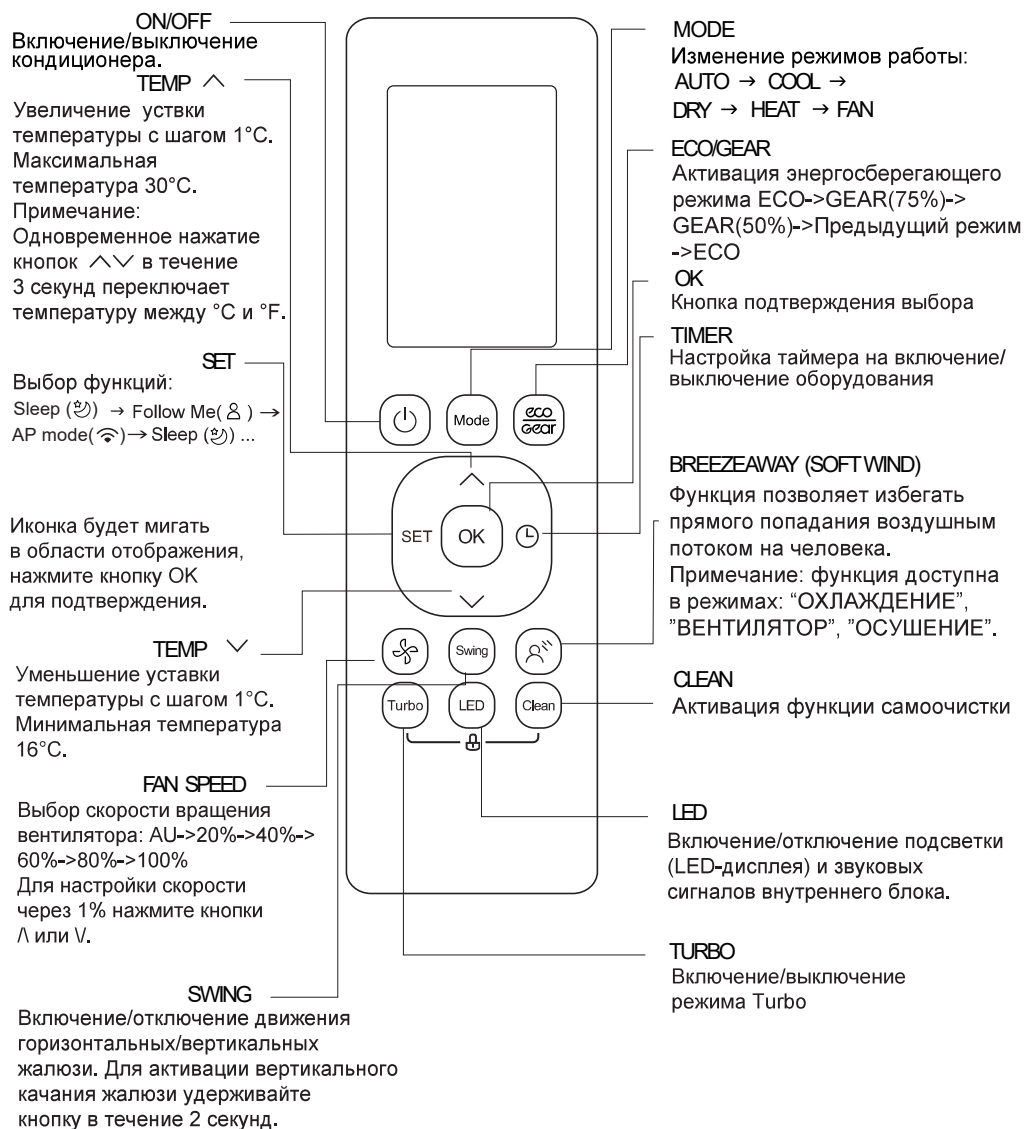 ON/OFF
Включение/выключение
кондиционера.
TEMP ︿
Увеличение уствки
температуры с шагом 1°C.
Максимальная
температура 30°C.
Примечание:
Одновременное нажатие
кнопок ︿﹀ в течение
3 секунд переключает
температуру между °C и °F.
SET
Выбор функций:
Sleep () → Follow Me( ) →
AP mode( )→ Sleep () ...
Иконка будет мигать
в области отображения,
нажмите кнопку OK
для подтверждения.
TEMP ﹀
Уменьшение уставки
температуры с шагом 1°C.
Минимальная температура
16°C.
FAN SPEED
Выбор скорости вращения
вентилятора: AU->20%->40%->
60%->80%->100%
Для настройки скорости
через 1% нажмите кнопки
/\ или \/.
SWING
Включение/отключение движения
горизонтальных/вертикальных
жалюзи. Для активации вертикального
качания жалюзи удерживайте
кнопку в течение 2 секунд.
Mode
eco
gear
SET
OK
Swing
Turbo
LED
Clean
MODE
Изменение режимов работы:
AUTO → COOL →
DRY → HEAT → FAN
ECO/GEAR
Активация энергосберегающего
режима ECO->GEAR(75%)->
GEAR(50%)->Предыдущий режим
->ECO
OK
Кнопка подтверждения выбора
TIMER
Настройка таймера на включение/
выключение оборудования
BREEZEAWAY (SOFT WIND)
Функция позволяет избегать
прямого попадания воздушным
потоком на человека.
Примечание: функция доступна
в режимах: “ОХЛАЖДЕНИЕ”,
”ВЕНТИЛЯТОР”, “ОСУШЕНИЕ”.
CLEAN
Активация функции самоочистки
LED
Включение/отключение подсветки
(LED-дисплея) и звуковых
сигналов внутреннего блока.
TURBO
Включение/выключение
режима Turbo